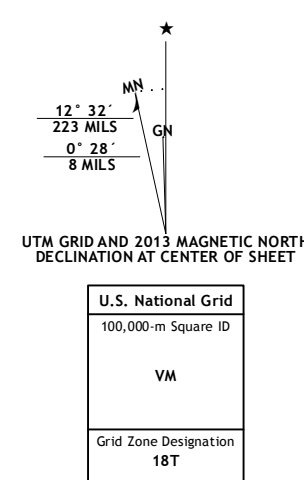 ★
MN
12° 32´
223 MILS
GN
0° 28´
8 MILS
UTM GRID AND 2013 MAGNETIC NORTH
DECLINATION AT CENTER OF SHEET
U.S. National Grid
100,000-m Square ID
VM
Grid Zone Designation
18T